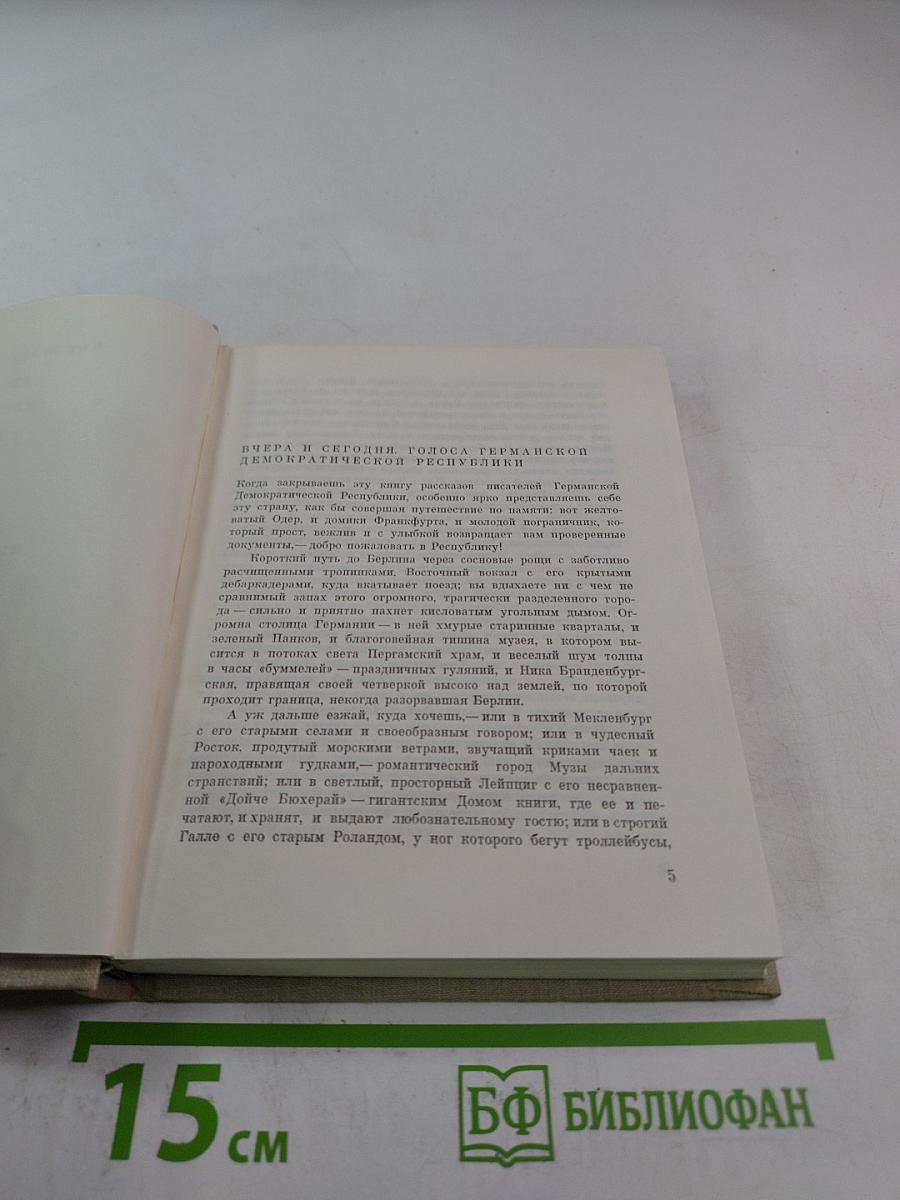 ВЧЕРА И СЕГОДНЯ. ГОЛОСА ГЕРМАНСКОЙ
ДЕМОКРАТИЧЕСКОЙ РЕСПУБЛИКИ
Когда закрываешь эту книгу рассказов писателей Германской
Демократической Республики, особенно ярко представляешь себе
эту страну, как бы совершая путешествие по памяти: вот желто-
ватый Одер, и домики Франкфурта, и молодой пограничник, ко-
торый прост, вежлив и с улыбкой возвращает вам проверенные
документы,— добро пожаловать в Республику!
Короткий путь до Берлина через сосновые рощи с заботливо
расчищенными тропинками. Восточный вокзал с его крытыми
дебаркадерами, куда вкатывает поезд; вы вдыхаете ни с чем не
сравнимый запах этого огромного, трагически разделенного горо-
да — сильно и приятно пахнет кисловатым угольным дымом. Ог-
ромна столица Германии — в ней хмурые старинные кварталы, и
зеленый Панков, и благоговейная тишина музея, в котором вы-
сится в потоках света Пергамский храм, и веселый шум толпы
в часы «буммелей» — праздничных гуляний, и Ника Бранденбург-
ская, правящая своей четверкой высоко над землей, по которой
проходит граница, некогда разорвавшая Берлин.
А уж дальше езжай, куда хочешь,— или в тихий Мекленбург
с его старыми селами и своеобразным говором; или в чудесный
Росток. продутый морскими ветрами, звучащий криками чаек и
пароходными гудками,— романтический город Музы дальних
странствий; или в светлый, просторный Лейпциг с его несравнен-
ной «Дойче Бюхерай» — гигантским Домом книги, где ее и пе-
чатают, и хранят, и выдают любознательному гостю; или в строгий
Галле с его старым Роландом, у ног которого бегут троллейбусы,
5
15 см
БФ БИБЛИОФАН